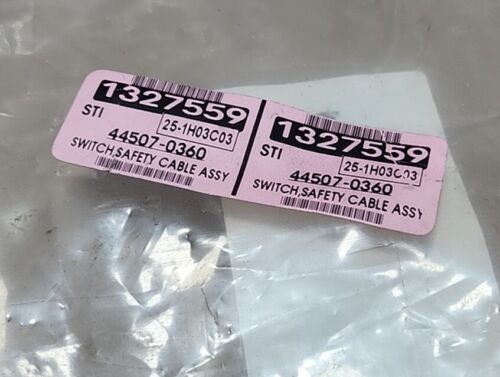 1327559
STI 25-1H03C03
44507-0360
SWITCH,SAFETY CABLE ASSY
1327559
STI 25-1H03C03
44507-0360
SWITCH,SAFETY CABLE ASSY